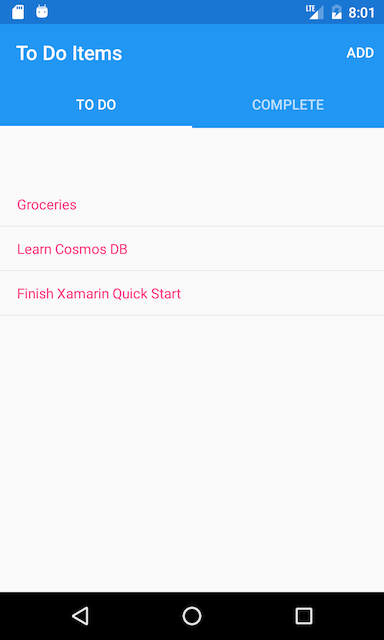 LTE 8:01
To Do Items ADD
TO DO COMPLETE
Groceries
Learn Cosmos DB
Finish Xamarin Quick Start